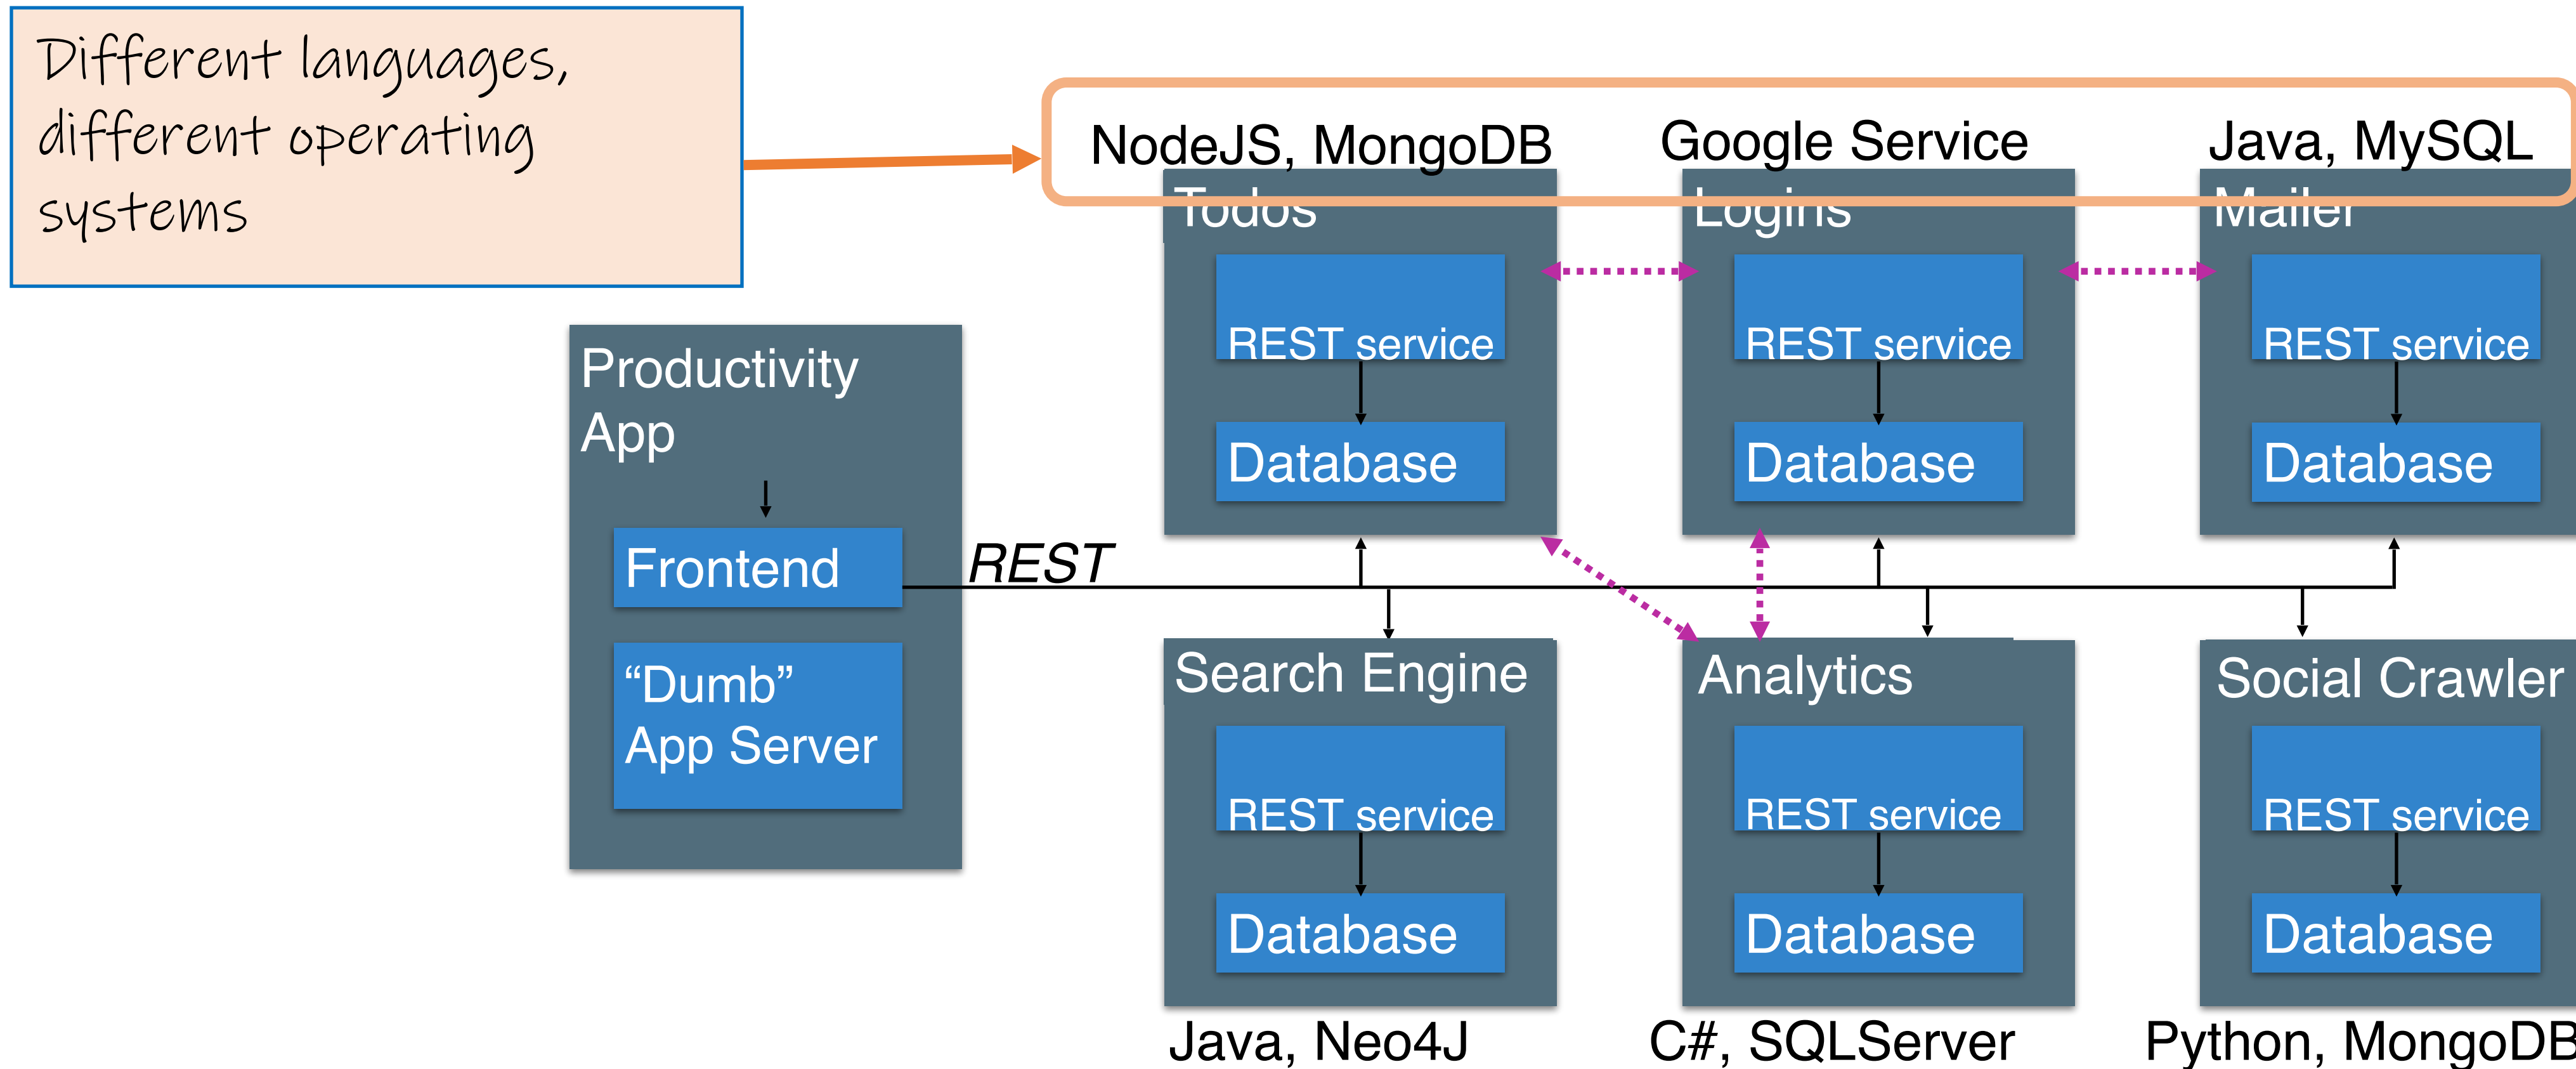 Different languages,
different operating
systems
NodeJS, MongoDB
Google Service
Java, MySQL
Todos
Logins
Mailer
REST service
REST service
REST service
Database
Database
Database
Productivity
App
Frontend
REST
“Dumb”
App Server
Search Engine
Analytics
Social Crawler
REST service
REST service
REST service
Database
Database
Database
Java, Neo4J
C#, SQLServer
Python, MongoDB